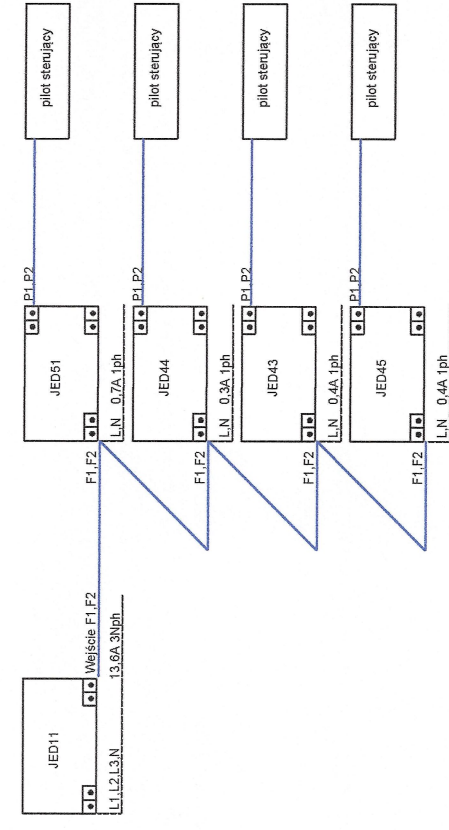 JED11
L1,L2,L3,N
Wejście F1,F2
13,6A 3Nph
JED51
F1,F2
L,N 0,7A 1ph
P1,P2
pilot sterujący
JED44
F1,F2
L,N 0,3A 1ph
P1,P2
pilot sterujący
JED43
F1,F2
L,N 0,4A 1ph
P1,P2
pilot sterujący
JED45
F1,F2
L,N 0,4A 1ph
P1,P2
pilot sterujący